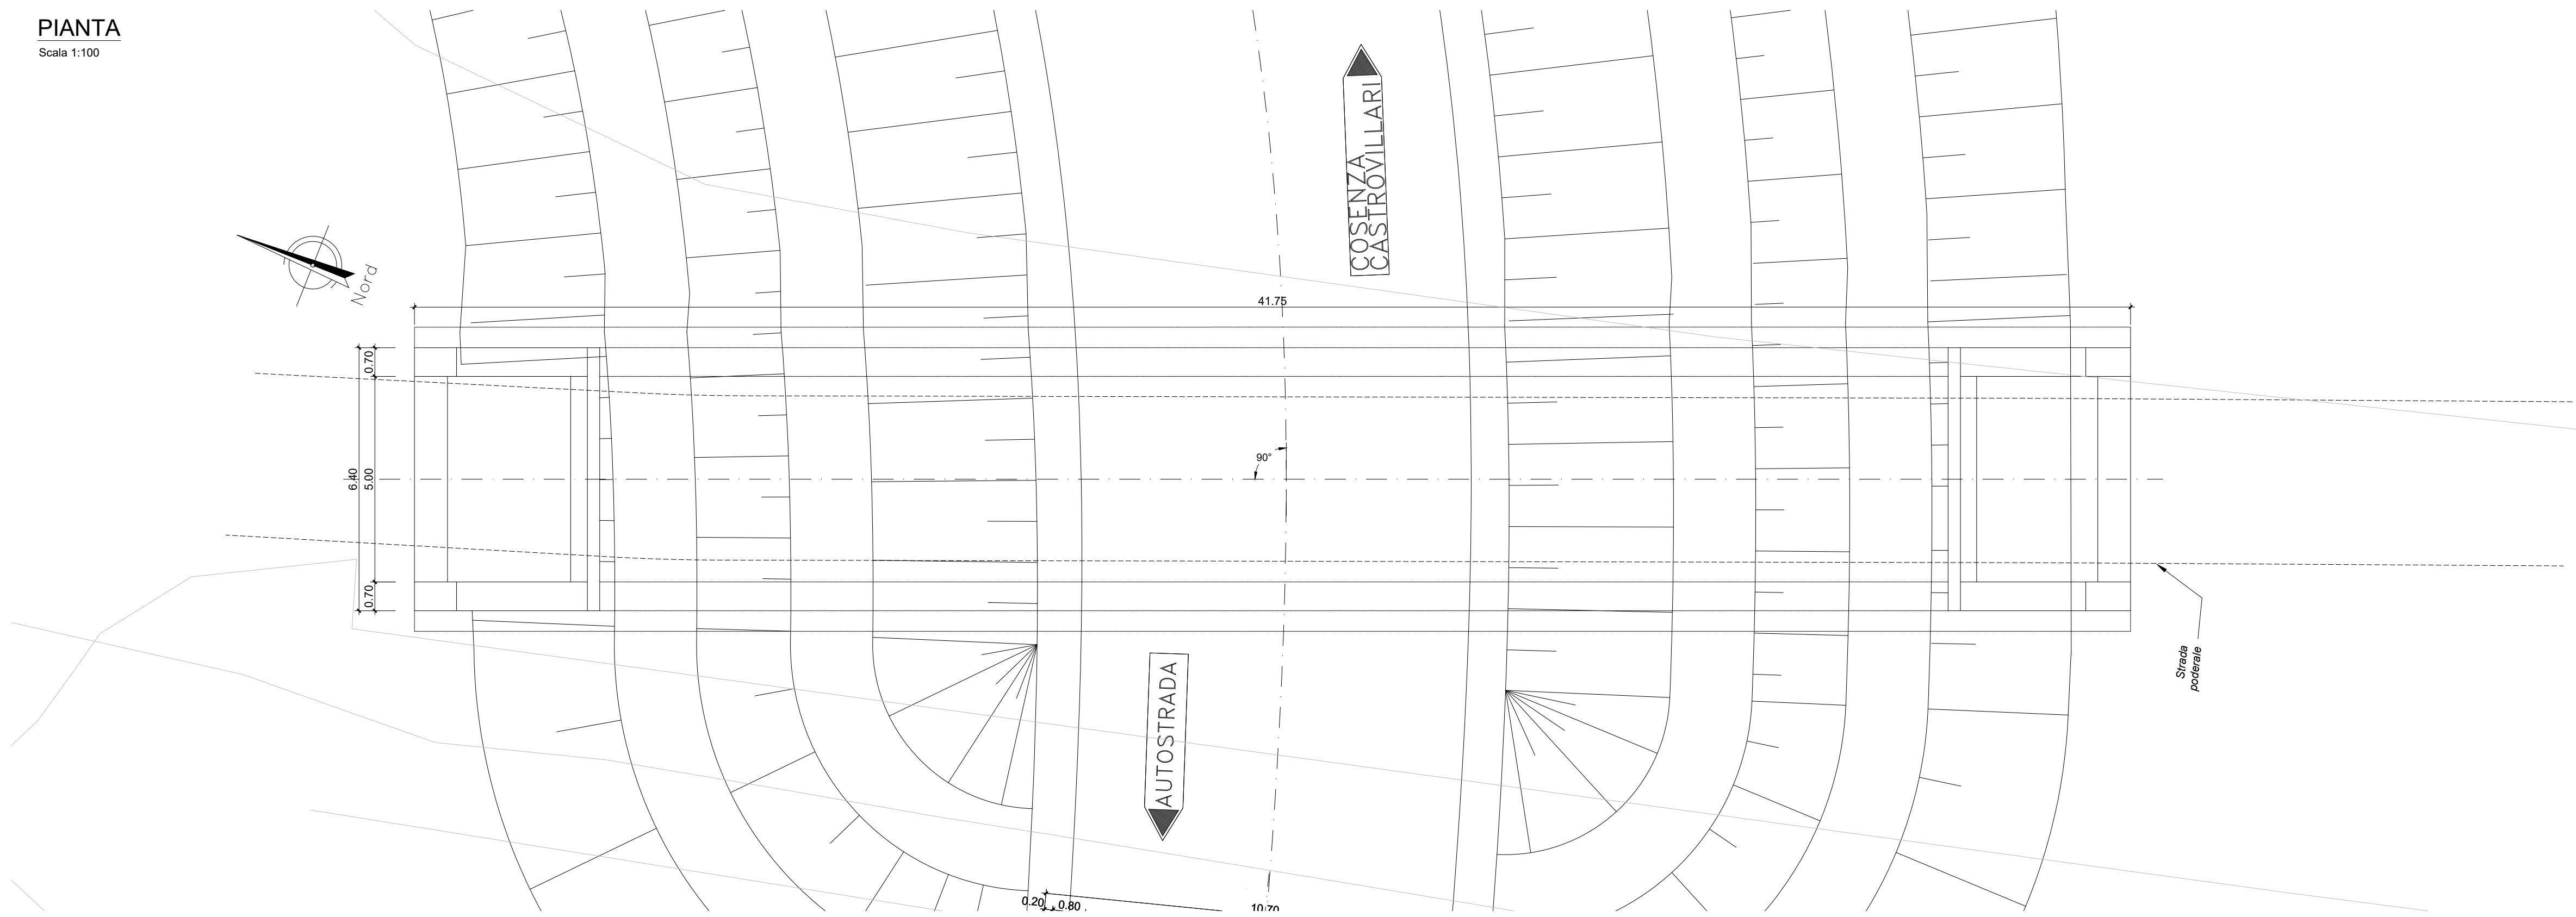 PIANTA
Scala 1:100
COSENZA
CASTROVILLARI
Nord
41.75
0.70
6.40
5.00
90°
0.70
Strada
poderale
AUTOSTRADA
0.20
0.80
10.70